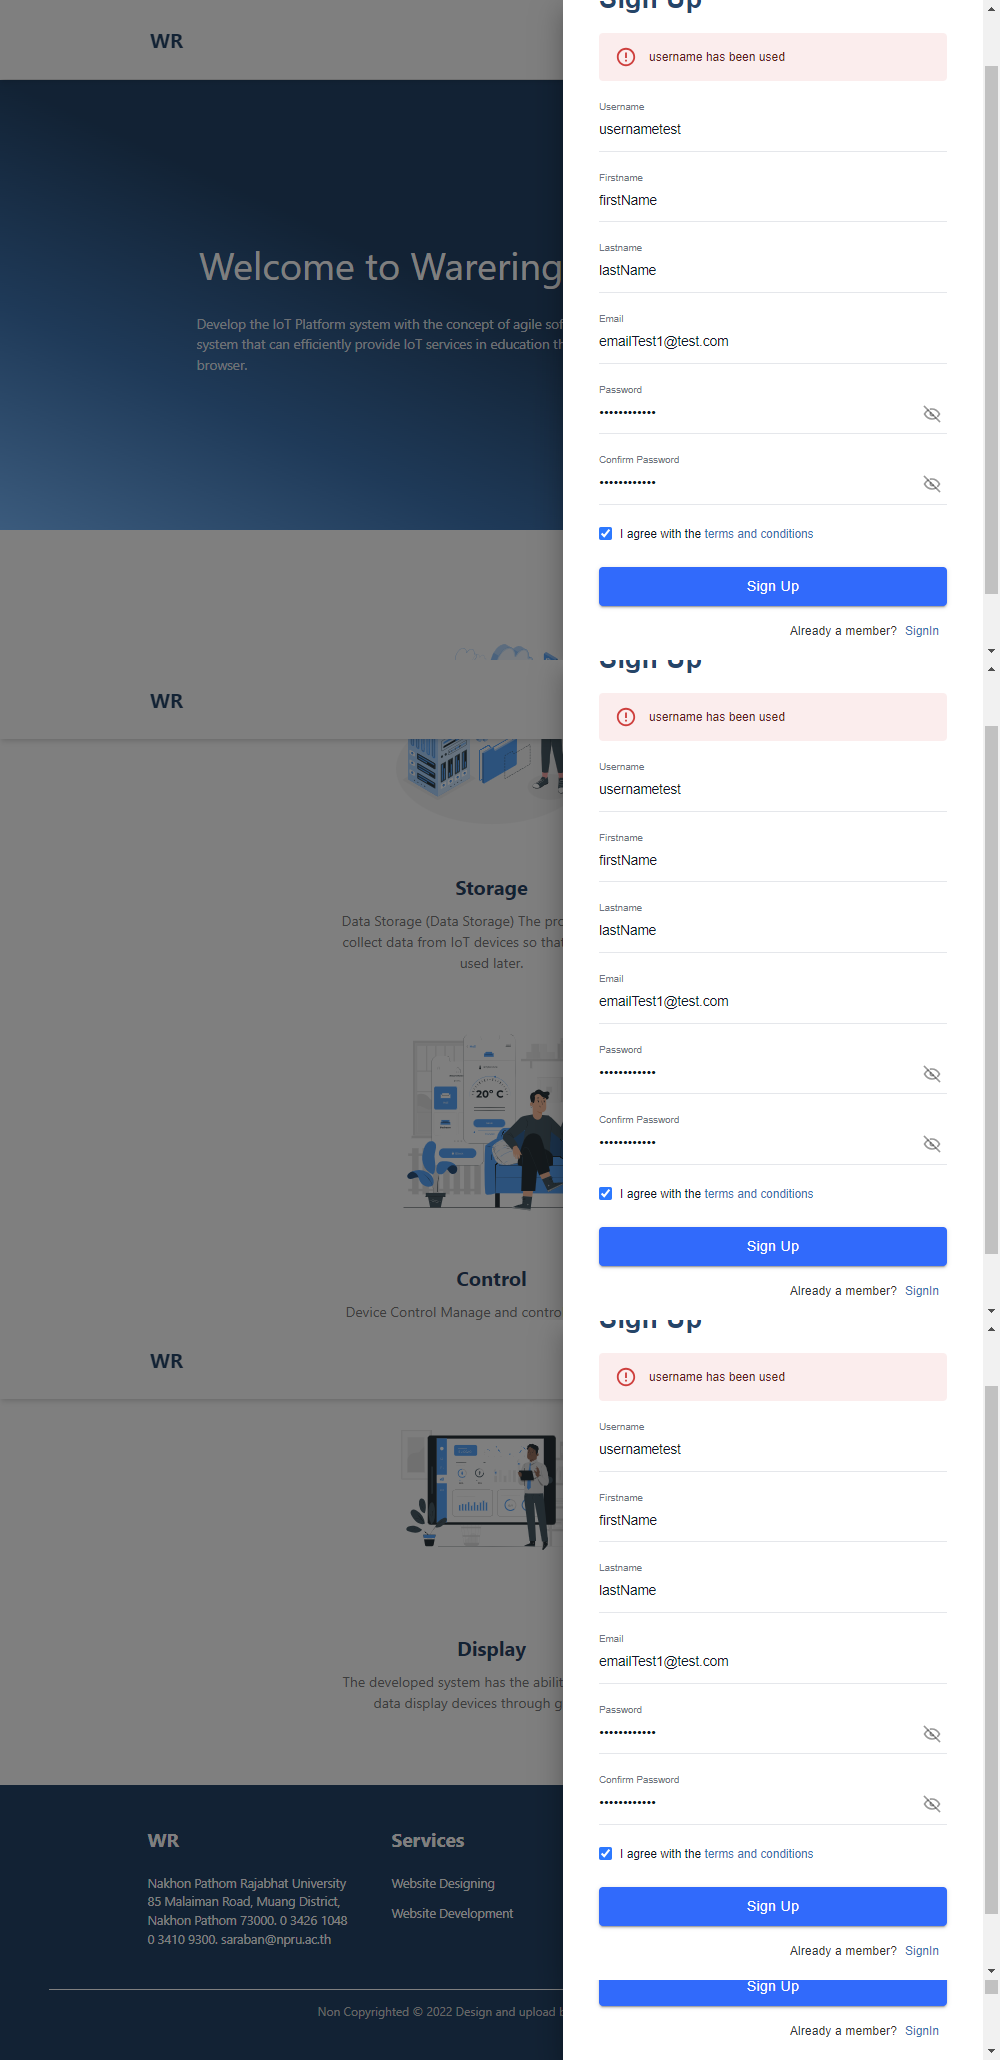 WR
Sign Up
username has been used
Username
usernametest
Firstname
firstName
Lastname
lastName
Email
emailTest1@test.com
Password
••••••••••••
Confirm Password
••••••••••••
I agree with the terms and conditions
Sign Up
Already a member? SignIn
Welcome to Warering
Develop the IoT Platform system with the concept of agile
system that can efficiently provide IoT services in education
browser.
WR
Sign Up
username has been used
Username
usernametest
Firstname
firstName
Lastname
lastName
Email
emailTest1@test.com
Password
••••••••••••
Confirm Password
••••••••••••
I agree with the terms and conditions
Sign Up
Already a member? SignIn
Storage
Data Storage (Data Storage) The
collect data from IoT devices so that
used later.
20° C
Control
Device Control Manage and
WR
Sign Up
username has been used
Username
usernametest
Firstname
firstName
Lastname
lastName
Email
emailTest1@test.com
Password
••••••••••••
Confirm Password
••••••••••••
I agree with the terms and conditions
Sign Up
Already a member? SignIn
Display
The developed system has the
data display devices through
WR
Nakhon Pathom Rajabhat University
85 Malaiman Road, Muang District,
Nakhon Pathom 73000. 0 3426 1048
0 3410 9300. saraban@npru.ac.th
Services
Website Designing
Website Development
Non Copyrighted © 2022 Design and upload
Sign Up
Already a member? SignIn